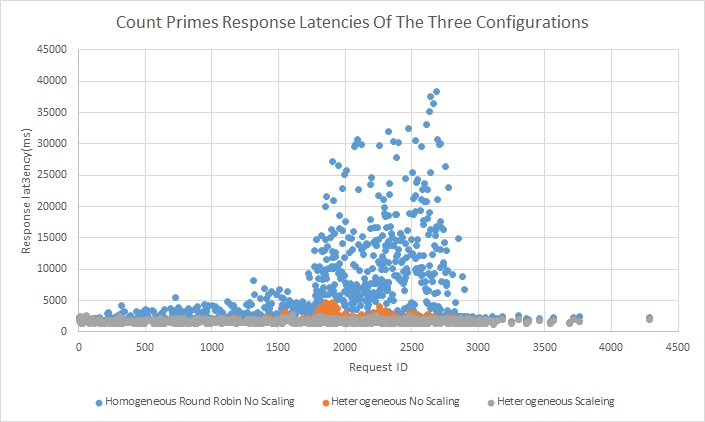 Count Primes Response Latencies Of The Three Configurations
45000
40000
35000
30000
25000
20000
15000
10000
5000
0
Response lat3ency(ms)
0 500 1000 1500 2000 2500 3000 3500 4000 4500
Request ID
Homogeneous Round Robin No Scaling Heterogeneous No Scaling Heterogeneous Scaleing